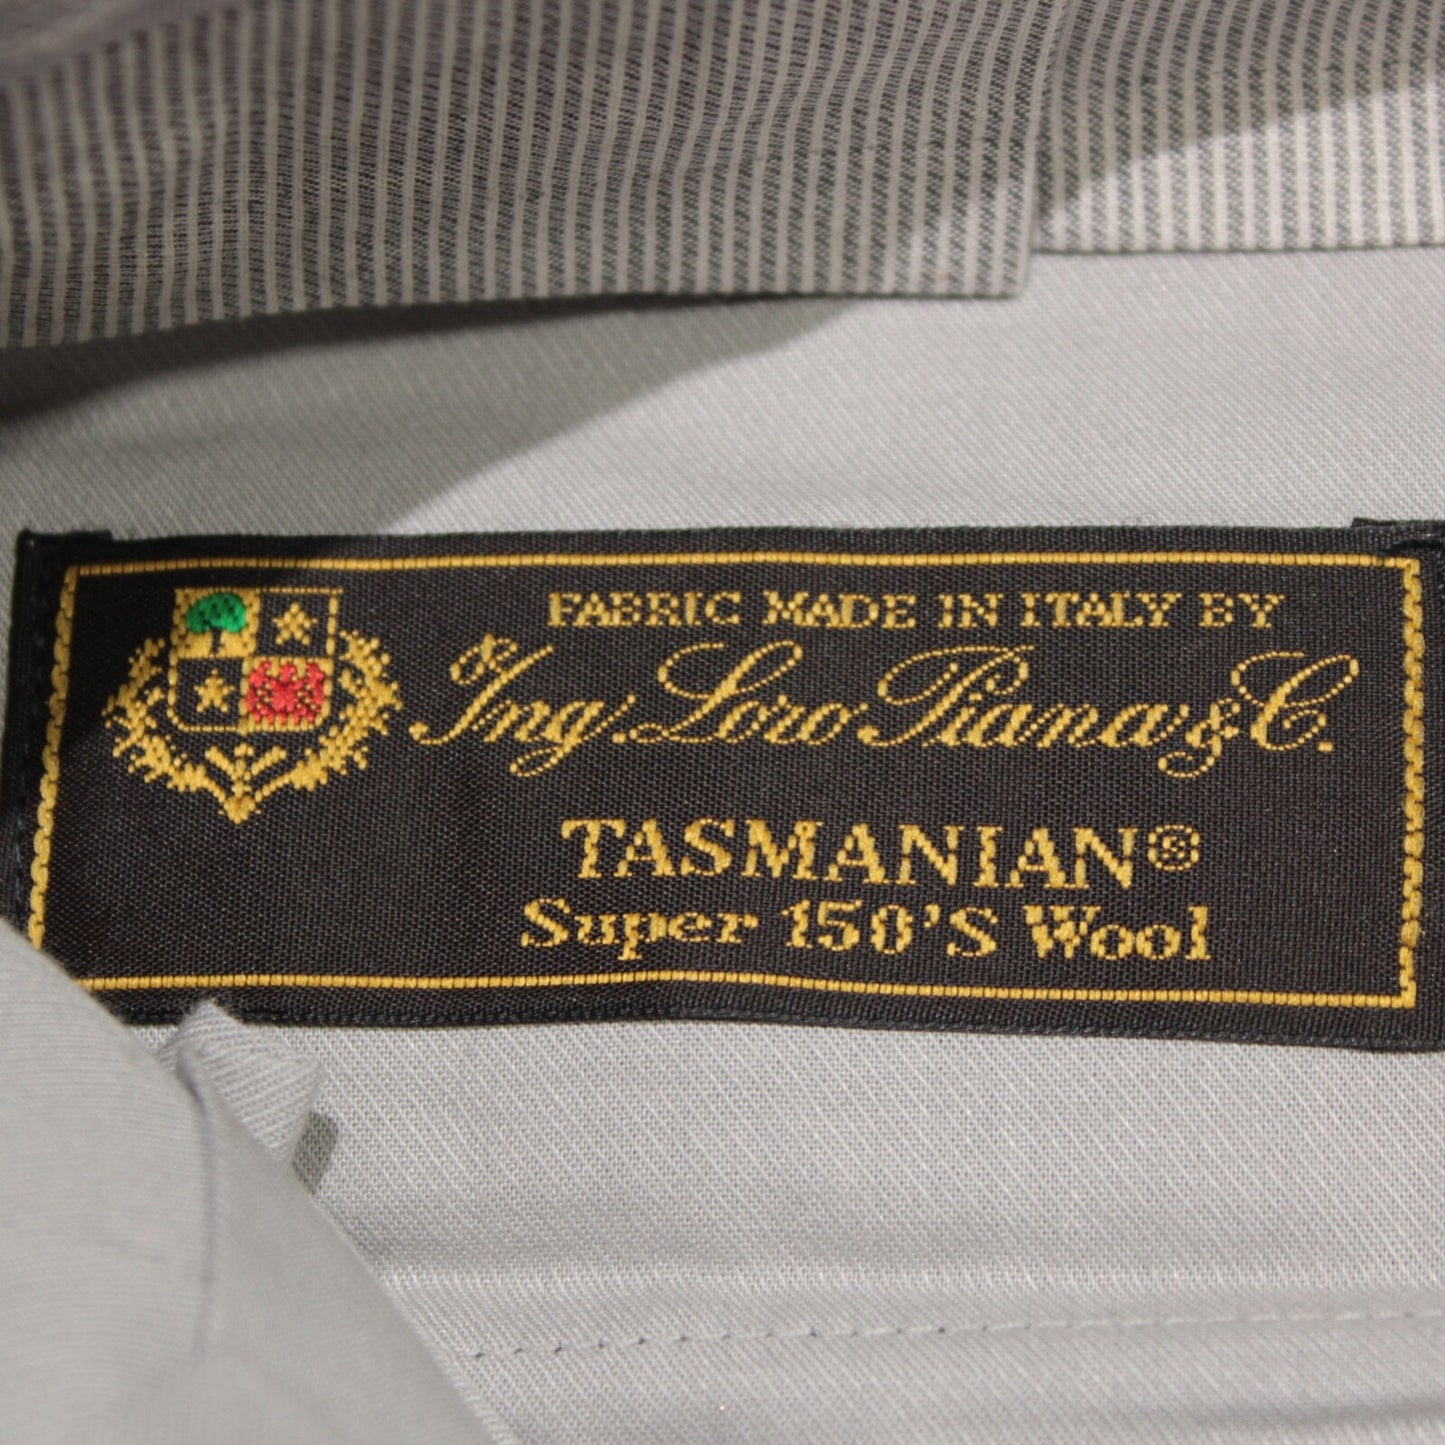 FABRIC MADE IN ITALY BY
Ing. Loro Piana & C.
TASMANIAN®
Super 150'S Wool